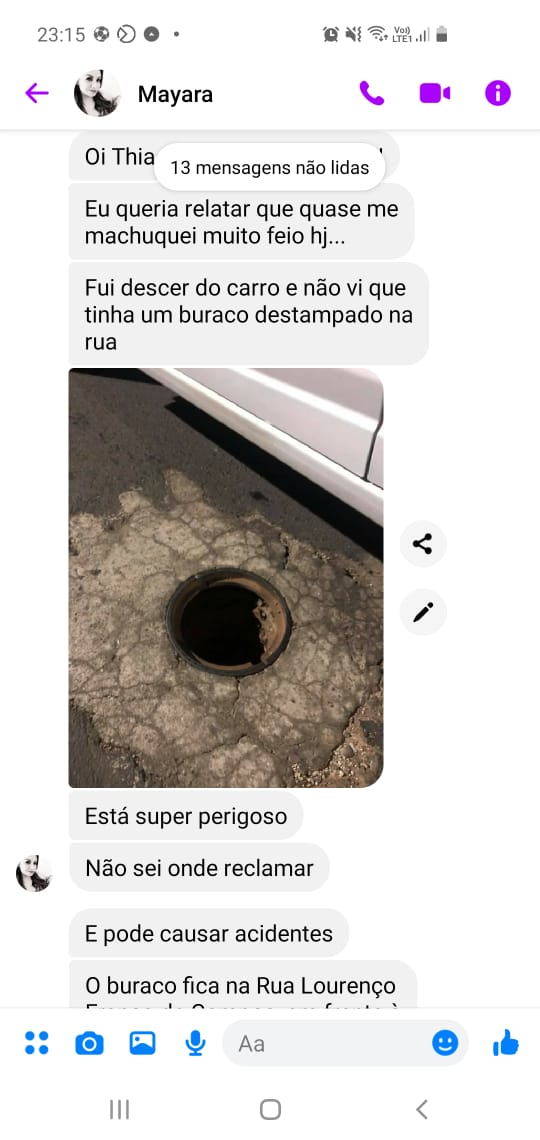 23:15
Vo))
LTE1
Mayara
Oi Thia
13 mensagens não lidas
Eu queria relatar que quase me
machuquei muito feio hj...
Fui descer do carro e não vi que
tinha um buraco destampado na
rua
Está super perigoso
Não sei onde reclamar
E pode causar acidentes
O buraco fica na Rua Lourenço
Aa